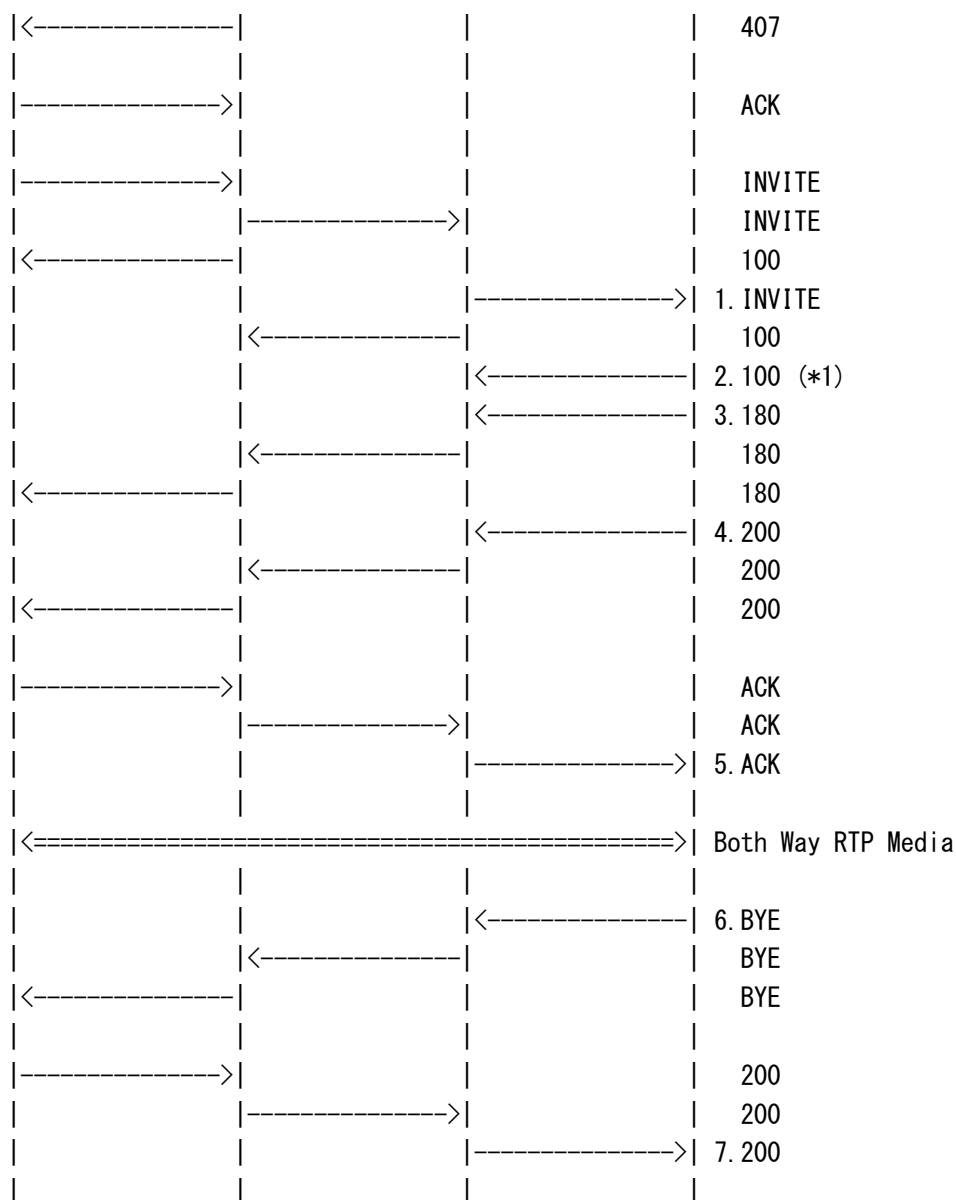 |<---------------| | | 407
| | | |
|--------------->| | | ACK
| | | |
|--------------->| | | INVITE
| |--------------->| | INVITE
|<---------------| | | 100
| | |--------------->| 1.INVITE
| |<---------------| | 100
| | |<---------------| 2.100 (*1)
| | |<---------------| 3.180
| |<---------------| | 180
|<---------------| | | 180
| | |<---------------| 4.200
| |<---------------| | 200
|<---------------| | | 200
| | | |
|--------------->| | | ACK
| |--------------->| | ACK
| | |--------------->| 5.ACK
| | | |
|<================================================>| Both Way RTP Media
| | | |
| | |<---------------| 6.BYE
| |<---------------| | BYE
|<---------------| | | BYE
| | | |
|--------------->| | | 200
| |--------------->| | 200
| | |--------------->| 7.200
| | | |